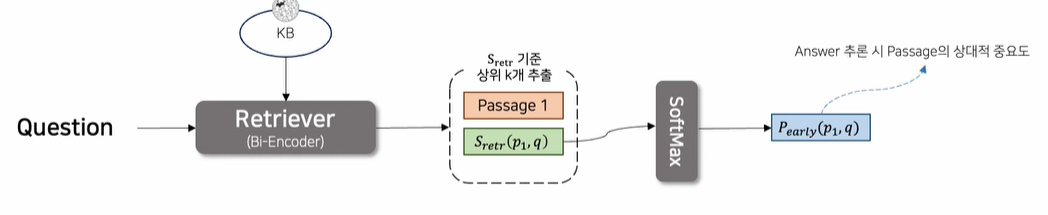 KB
Answer 추론 시 Passage의 상대적 중요도
S_retr 기준
상위 k개 추출
Question
Retriever
(Bi-Encoder)
Passage 1
S_retr(p_1, q)
SoftMax
P_early(p_1, q)